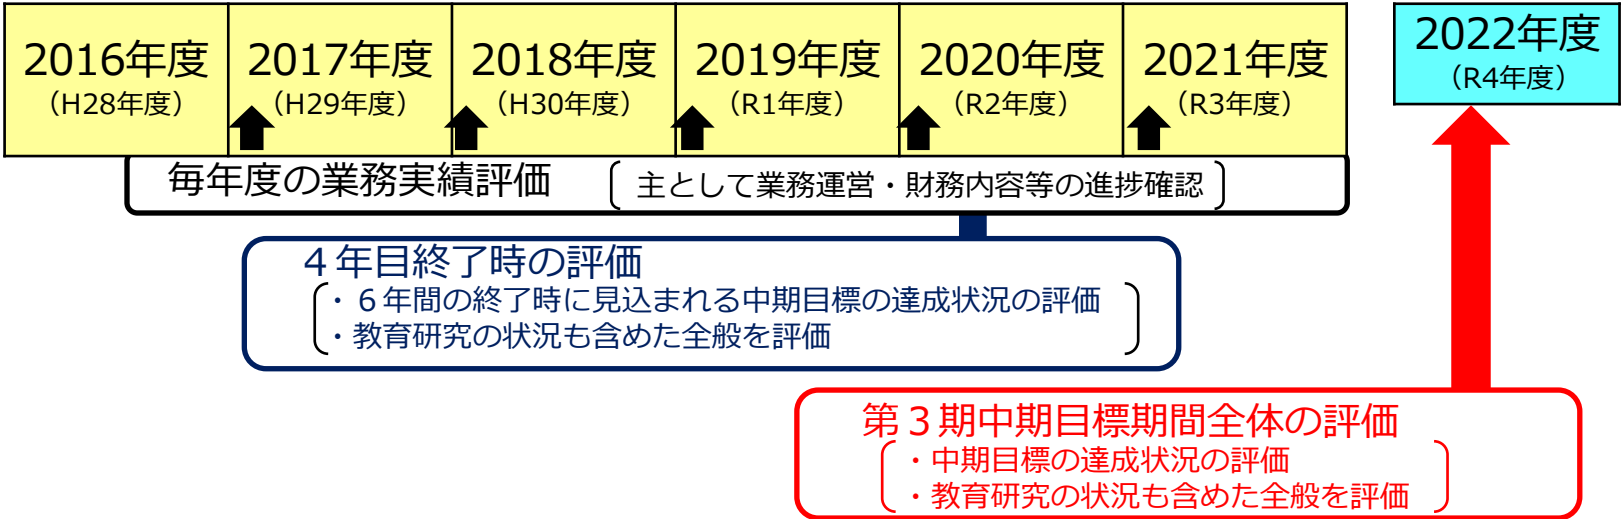 2016年度
（H28年度）
2017年度
（H29年度）
2018年度
（H30年度）
2019年度
（R1年度）
2020年度
（R2年度）
2021年度
（R3年度）
2022年度
（R4年度）
毎年度の業務実績評価
主として業務運営・財務内容等の進捗確認
４年目終了時の評価
・６年間の終了時に見込まれる中期目標の達成状況の評価
・教育研究の状況も含めた全般を評価
第３期中期目標期間全体の評価
・中期目標の達成状況の評価
・教育研究の状況も含めた全般を評価